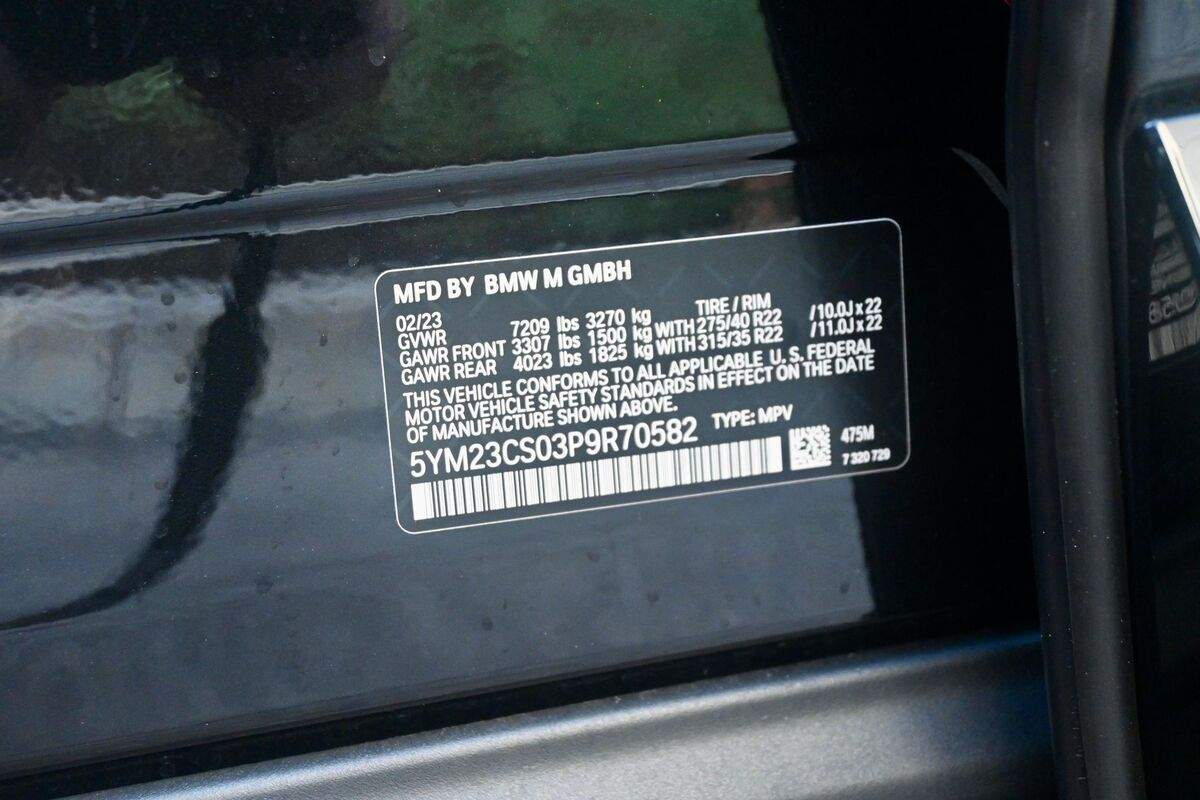 MFD BY BMW M GMBH
02/23 TIRE / RIM
GVWR 7209 lbs 3270 kg
GAWR FRONT 3307 lbs 1500 kg WITH 275/40 R22 /10.0J x 22
GAWR REAR 4023 lbs 1825 kg WITH 315/35 R22 /11.0J x 22
THIS VEHICLE CONFORMS TO ALL APPLICABLE U. S. FEDERAL
MOTOR VEHICLE SAFETY STANDARDS IN EFFECT ON THE DATE
OF MANUFACTURE SHOWN ABOVE.
5YM23CS03P9R70582 TYPE: MPV
475M
7 320 729